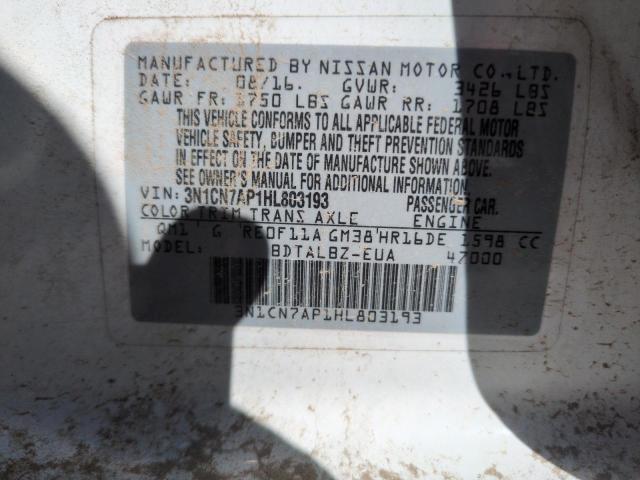 MANUFACTURED BY NISSAN MOTOR CO., LTD.
DATE: 08/16. GVWR: 3426 LBS
GAWR FR: 1750 LBS GAWR RR: 1708 LBS
THIS VEHICLE CONFORMS TO ALL APPLICABLE FEDERAL MOTOR
VEHICLE SAFETY, BUMPER AND THEFT PREVENTION STANDARDS
IN EFFECT ON THE DATE OF MANUFACTURE SHOWN ABOVE.
SEE OWNER'S MANUAL FOR ADDITIONAL INFORMATION.
VIN: 3N1CN7AP1HL803193 PASSENGER CAR.
COLOR TRIM TRANS AXLE ENGINE
QM1 G RE0F11A GM38 HR16DE 1598 CC
MODEL: BDTALBZ-EUA 47000
3N1CN7AP1HL803193